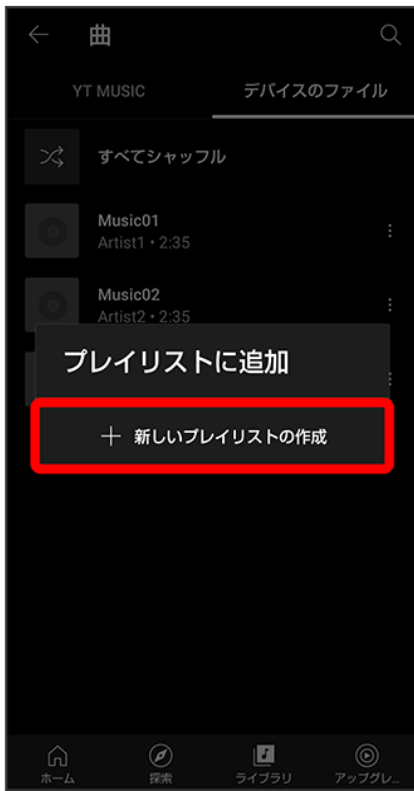 曲
YT MUSIC
デバイスのファイル
すべてシャッフル
Music01
Artist1・2:35
Music02
Artist2・2:35
プレイリストに追加
新しいプレイリストの作成
ホーム
探索
ライブラリ
アップグレ...